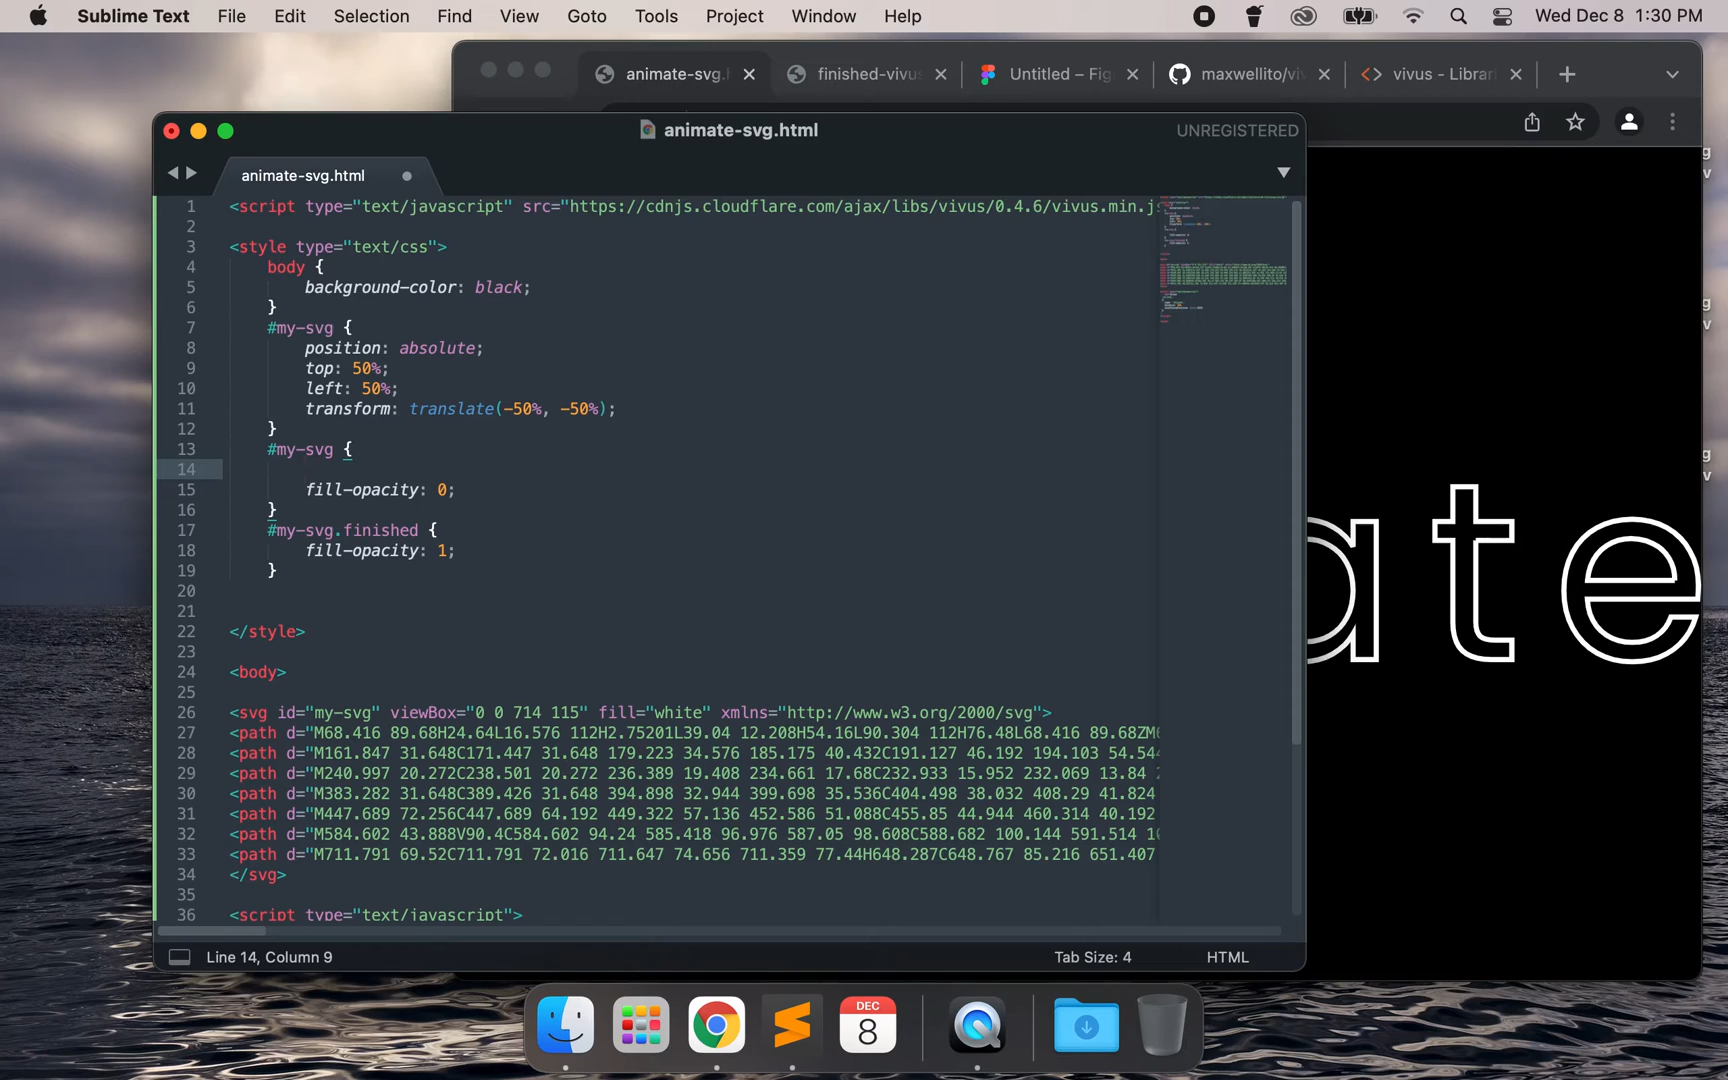 Sublime Text File Edit Selection Find View Goto Tools Project Window Help Wed Dec 8 1:30 PM
animate-svg.h finished-vivus Untitled – Fig maxwellito/viv vivus - Librari
animate-svg.html UNREGISTERED
animate-svg.html
1 <script type="text/javascript" src="https://cdnjs.cloudflare.com/ajax/libs/vivus/0.4.6/vivus.min.js
2
3 <style type="text/css">
4 body {
5 background-color: black;
6 }
7 #my-svg {
8 position: absolute;
9 top: 50%;
10 left: 50%;
11 transform: translate(-50%, -50%);
12 }
13 #my-svg {
14
15 fill-opacity: 0;
16 }
17 #my-svg.finished {
18 fill-opacity: 1;
19 }
20
21
22 </style>
23
24 <body>
25
26 <svg id="my-svg" viewBox="0 0 714 115" fill="white" xmlns="http://www.w3.org/2000/svg">
27 <path d="M68.416 89.68H24.64L16.576 112H2.75201L39.04 12.208H54.16L90.304 112H76.48L68.416 89.68ZM6
28 <path d="M161.847 31.648C171.447 31.648 179.223 34.576 185.175 40.432C191.127 46.192 194.103 54.544
29 <path d="M240.997 20.272C238.501 20.272 236.389 19.408 234.661 17.68C232.933 15.952 232.069 13.84 2
30 <path d="M383.282 31.648C389.426 31.648 394.898 32.944 399.698 35.536C404.498 38.032 408.29 41.824
31 <path d="M447.689 72.256C447.689 64.192 449.322 57.136 452.586 51.088C455.85 44.944 460.314 40.192
32 <path d="M584.602 43.888V90.4C584.602 94.24 585.418 96.976 587.05 98.608C588.682 100.144 591.514 10
33 <path d="M711.791 69.52C711.791 72.016 711.647 74.656 711.359 77.44H648.287C648.767 85.216 651.407
34 </svg>
35
36 <script type="text/javascript">
ate
Line 14, Column 9 Tab Size: 4 HTML
DEC
8